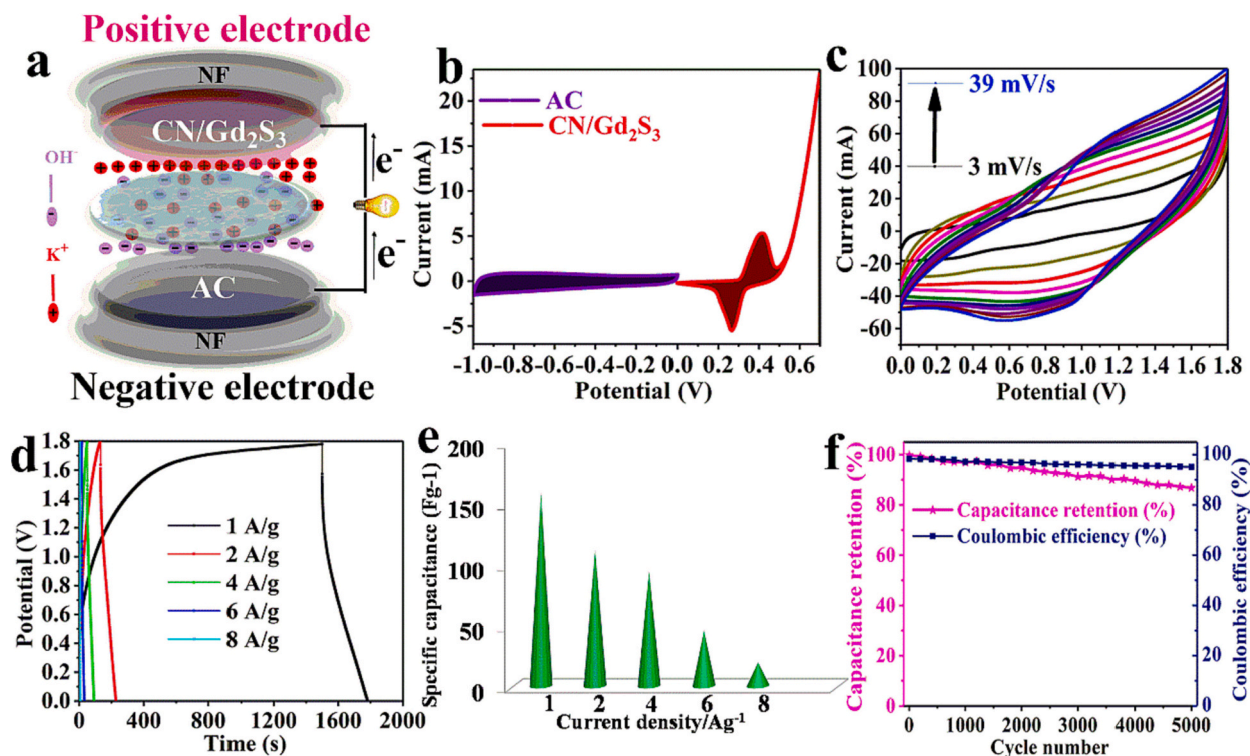 a
Positive electrode
NF
CN/Gd₂S₃
OH⁻
e⁻
K⁺
e⁻
AC
NF
Negative electrode
b
AC
CN/Gd₂S₃
Current (mA)
20
15
10
5
0
-5
-1.0 -0.8 -0.6 -0.4 -0.2 0.0 0.2 0.4 0.6
Potential (V)
c
39 mV/s
3 mV/s
Current (mA)
100
80
60
40
20
0
-20
-40
-60
0.0 0.2 0.4 0.6 0.8 1.0 1.2 1.4 1.6 1.8
Potential (V)
d
Potential (V)
1.8
1.6
1.4
1.2
1.0
0.8
0.6
0.4
0.2
0.0
1 A/g
2 A/g
4 A/g
6 A/g
8 A/g
0 400 800 1200 1600 2000
Time (s)
e
Specific capacitance (Fg-1)
200
150
100
50
0
1 2 4 6 8
Current density/Ag⁻¹
f
Capacitance retention (%)
100
80
60
40
20
0
Capacitance retention (%)
Coulombic efficiency (%)
100
80
60
40
20
0
Coulombic efficiency (%)
0 1000 2000 3000 4000 5000
Cycle number